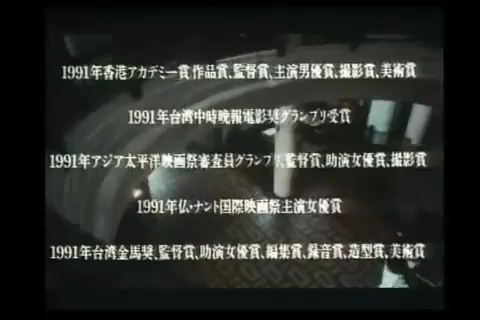 1991年香港アカデミー賞作品賞、監督賞、主演男優賞、撮影賞、美術賞
1991年台湾中時晩報電影奨グランプリ受賞
1991年アジア太平洋映画祭審査員グランプリ、監督賞、助演女優賞、撮影賞
1991年仏・ナント国際映画祭主演女優賞
1991年台湾金馬奨、監督賞、助演女優賞、編集賞、録音賞、造型賞、美術賞